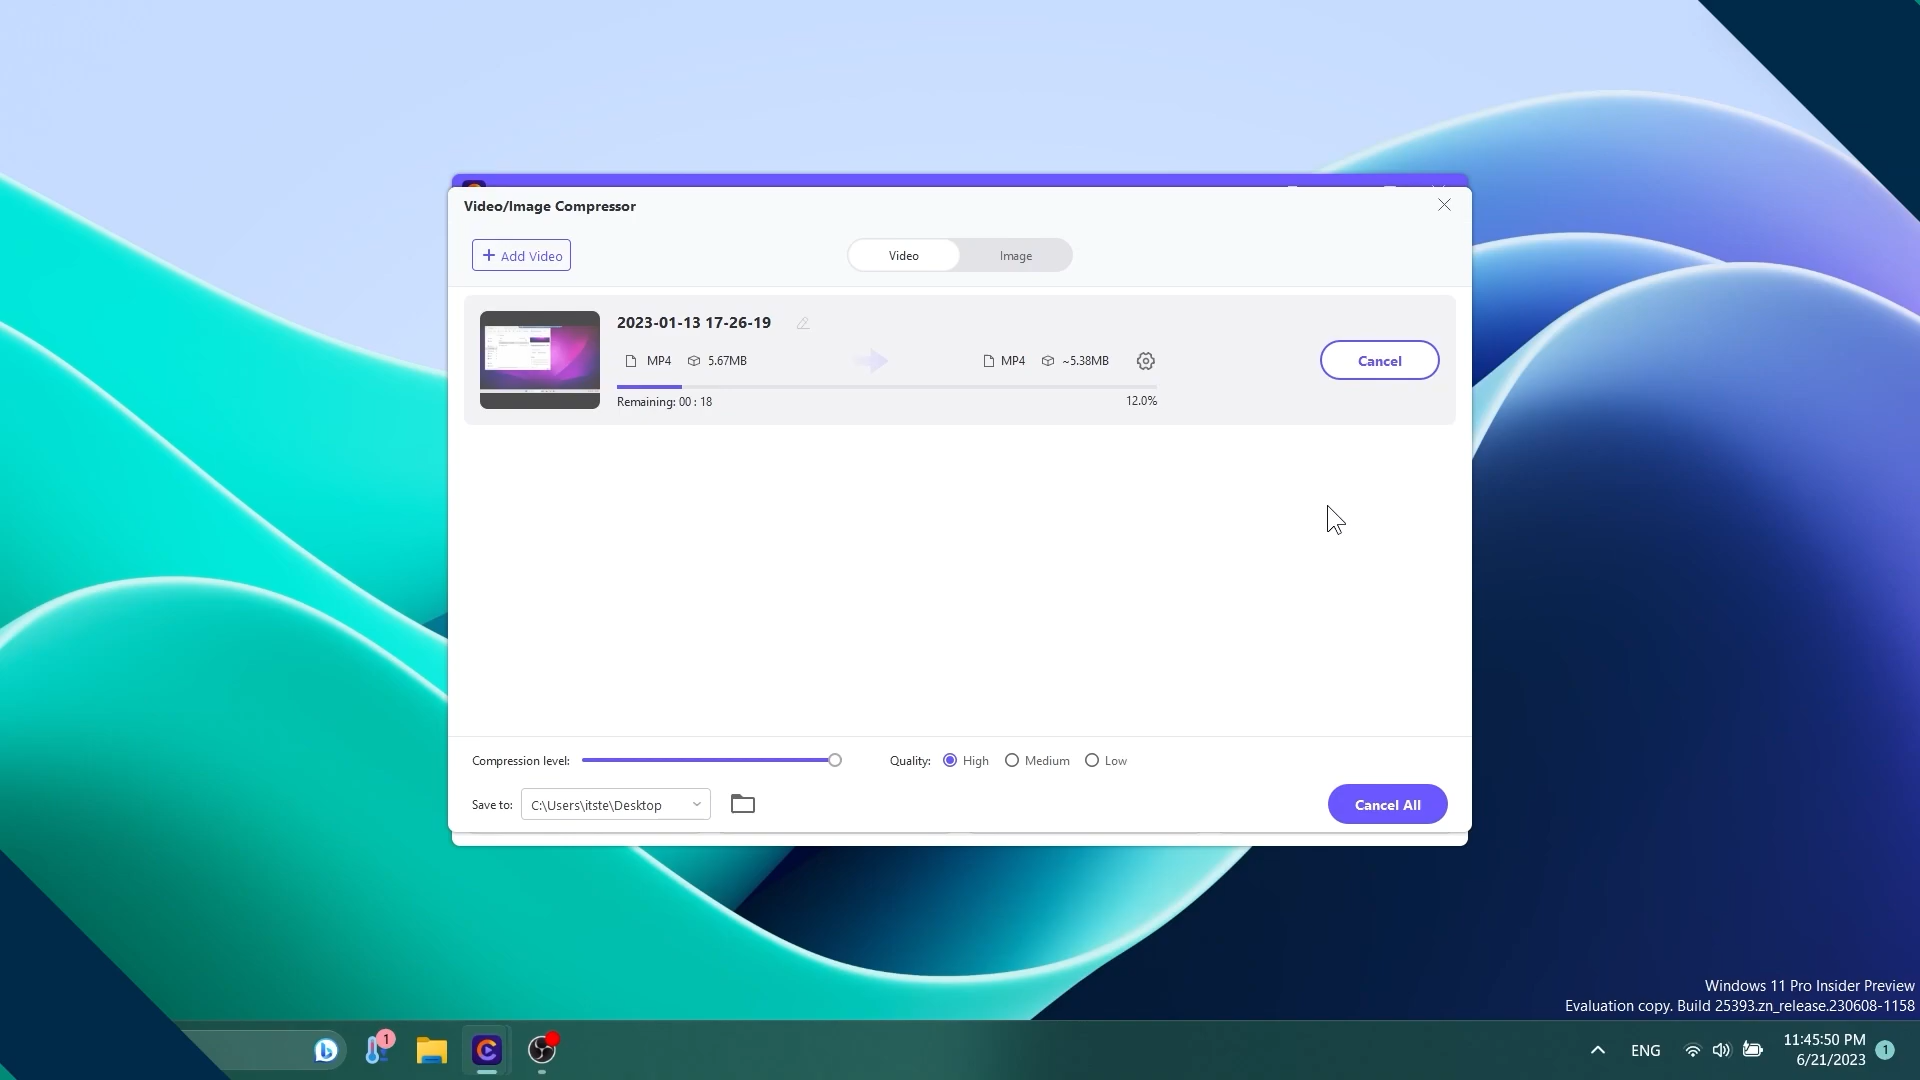 Video/Image Compressor
Add Video
Video
Image
2023-01-13 17-26-19
MP4
5.67MB
MP4
~5.38MB
Cancel
Remaining: 00 : 18
12.0%
Compression level:
Quality:
High
Medium
Low
Save to:
C:\Users\itste\Desktop
Cancel All
Windows 11 Pro Insider Preview
Evaluation copy. Build 25393.zn_release.230608-1158
1
ENG
11:45:50 PM
6/21/2023
1